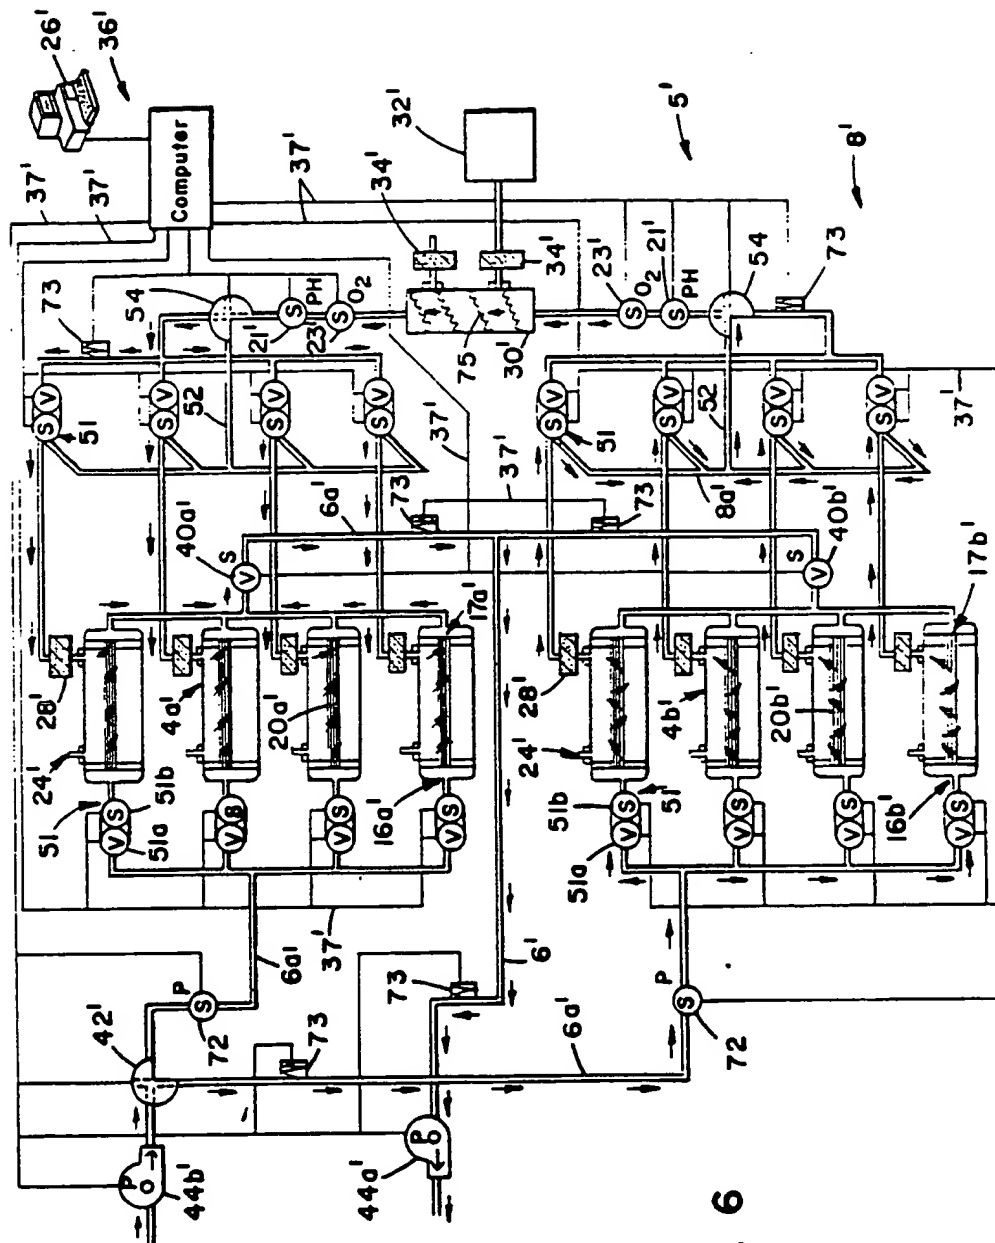 26'
36'
37'
37'
Computer
37'
32'
5'
8'
34'
34'
73
54
21'
PH
S
23'
O2
S
75
30'
23'
O2
S
21'
PH
S
54
73
S V
S V
S V
S V
51
52
37'
S V
S V
S V
S V
51
52
37'
8a'
73
37'
73
6a'
40a'
S
V
40b'
S
V
28'
4a'
20a'
17a'
28'
4b'
20b'
17b'
24'
51
51b
51a
V S
V S
V S
V S
16a'
24'
51
51b
51a
V S
V S
V S
V S
16b'
6a'
37'
6'
73
P
S
72
42'
73
6a'
P
S
72
P
O
44b'
P
O
44a'
6